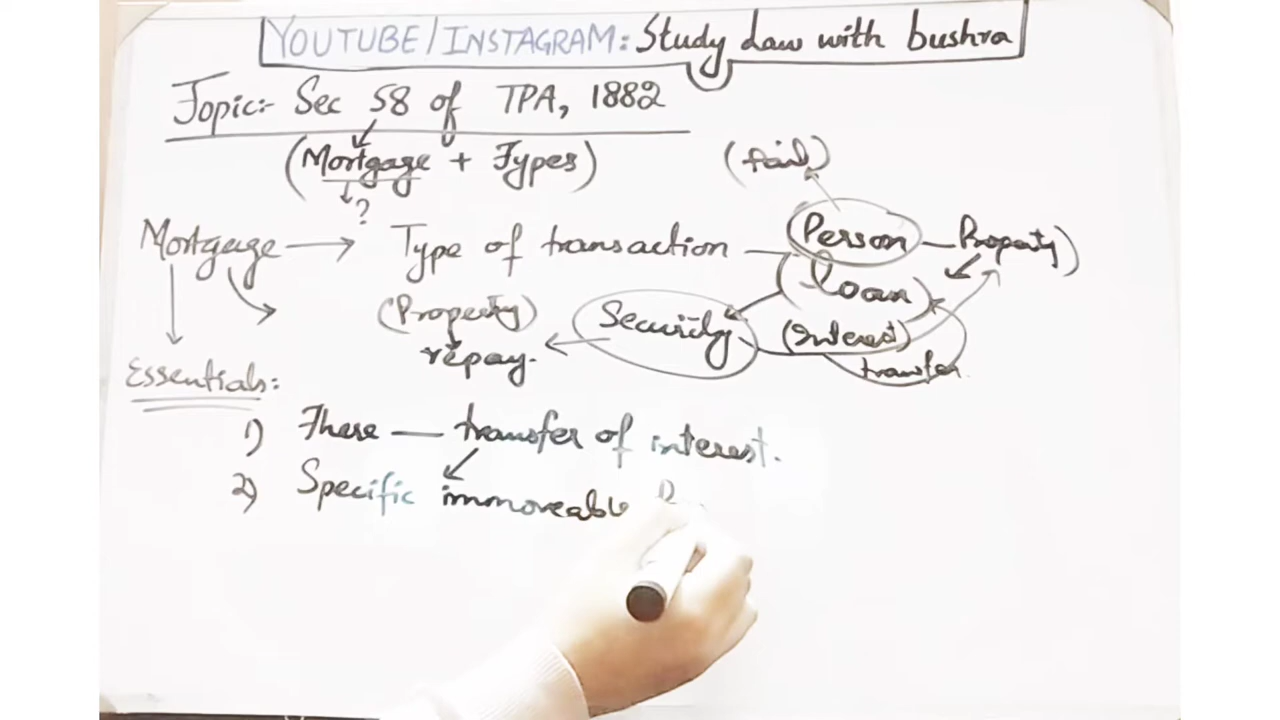 YOUTUBE/INSTAGRAM: Study Law with bushra
Topic:- Sec 58 of TPA, 1882
(Mortgage + Types)
?
(fail)
Mortgage → Type of transaction — (Person — Property)
(loan)
(Property) Security (Interest)
repay. transfer
Essentials:
1) There — transfer of interest.
2) Specific immoveable P